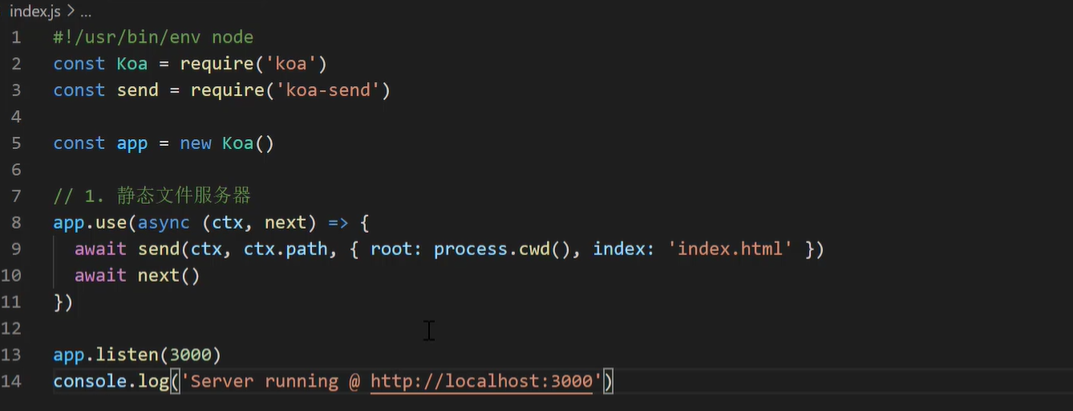 index.js > ...
1 #!/usr/bin/env node
2 const Koa = require('koa')
3 const send = require('koa-send')
4
5 const app = new Koa()
6
7 // 1. 静态文件服务器
8 app.use(async (ctx, next) => {
9 await send(ctx, ctx.path, { root: process.cwd(), index: 'index.html' })
10 await next()
11 })
12
13 app.listen(3000)
14 console.log('Server running @ http://localhost:3000')